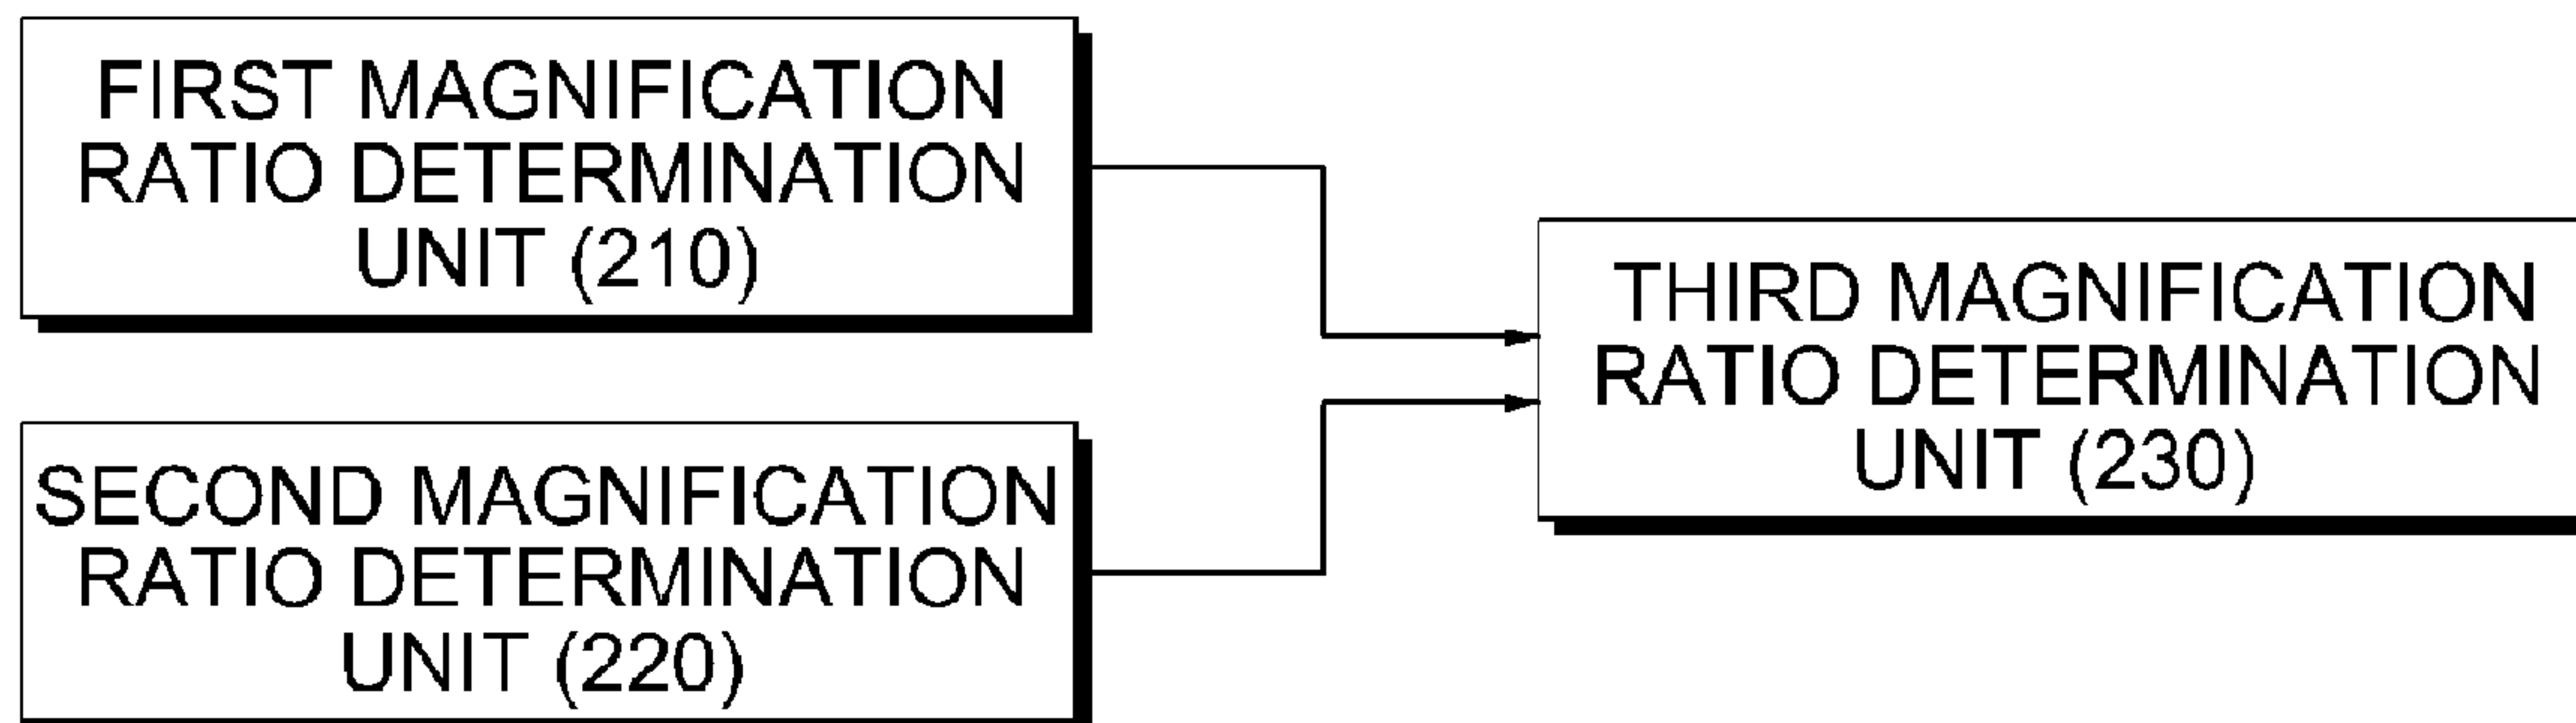 FIRST MAGNIFICATION
RATIO DETERMINATION
UNIT (210)
SECOND MAGNIFICATION
RATIO DETERMINATION
UNIT (220)
THIRD MAGNIFICATION
RATIO DETERMINATION
UNIT (230)